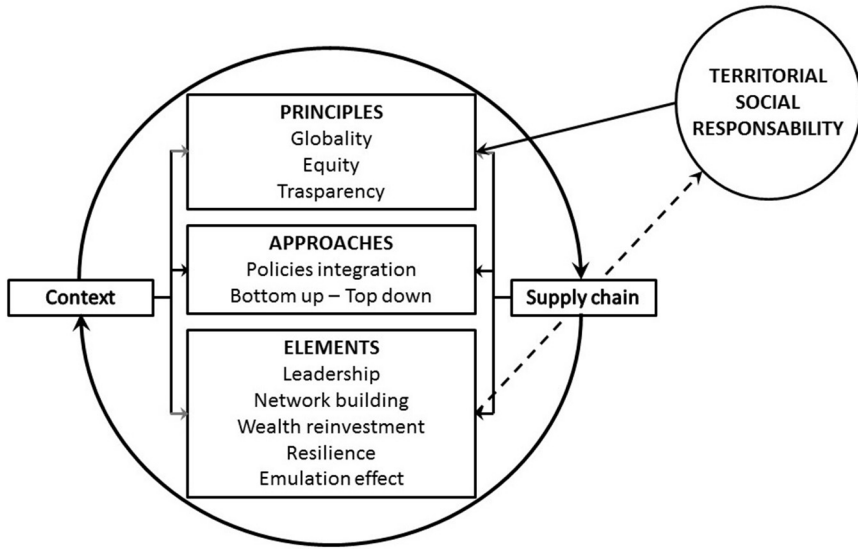 TERRITORIAL
SOCIAL
RESPONSABILITY
PRINCIPLES
Globality
Equity
Trasparency
APPROACHES
Policies integration
Bottom up – Top down
Context
Supply chain
ELEMENTS
Leadership
Network building
Wealth reinvestment
Resilience
Emulation effect